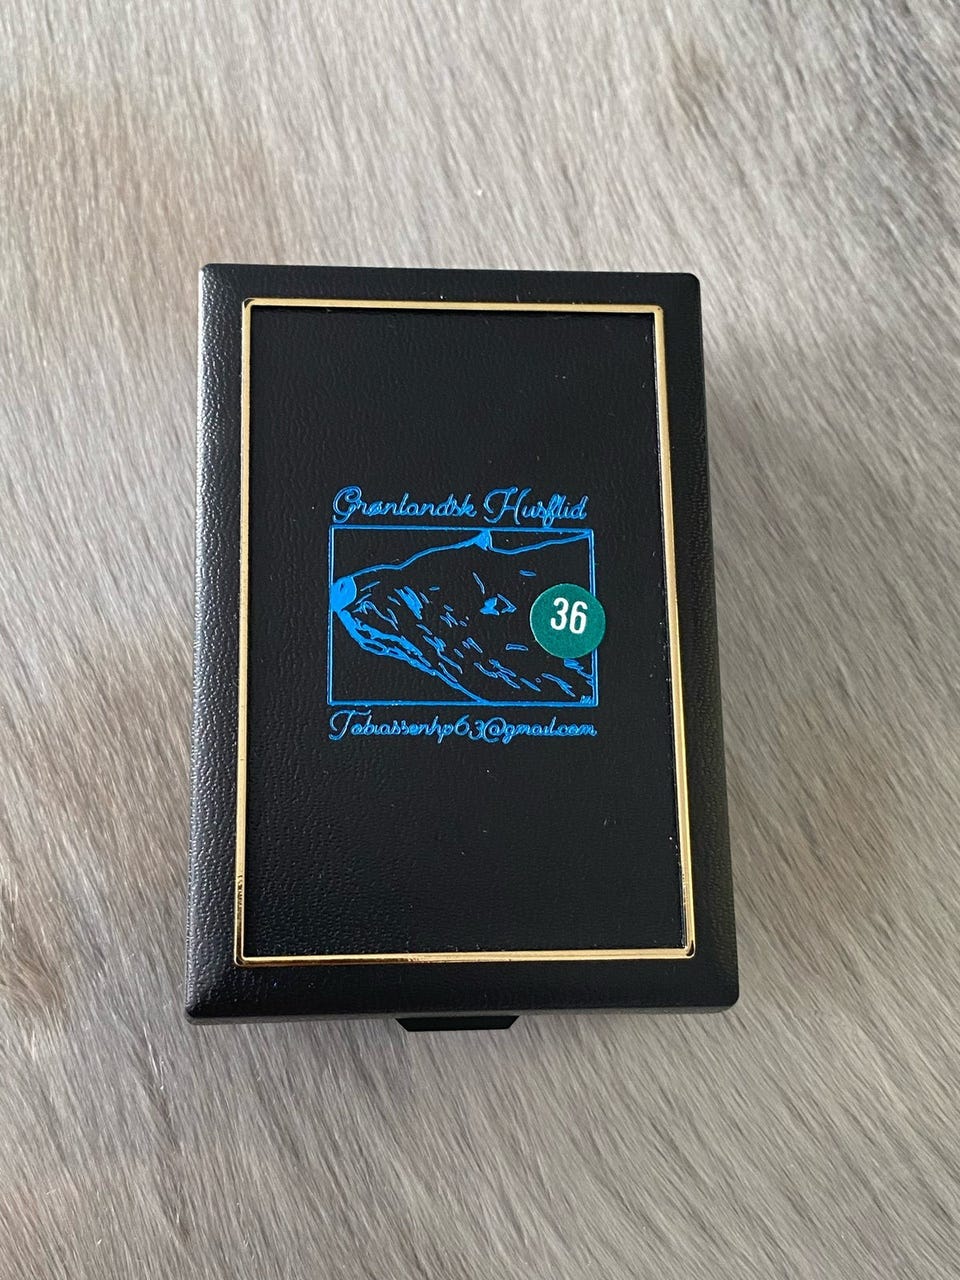 Grønlandsk Husflid
36
Tobiassenhp63@gmail.com